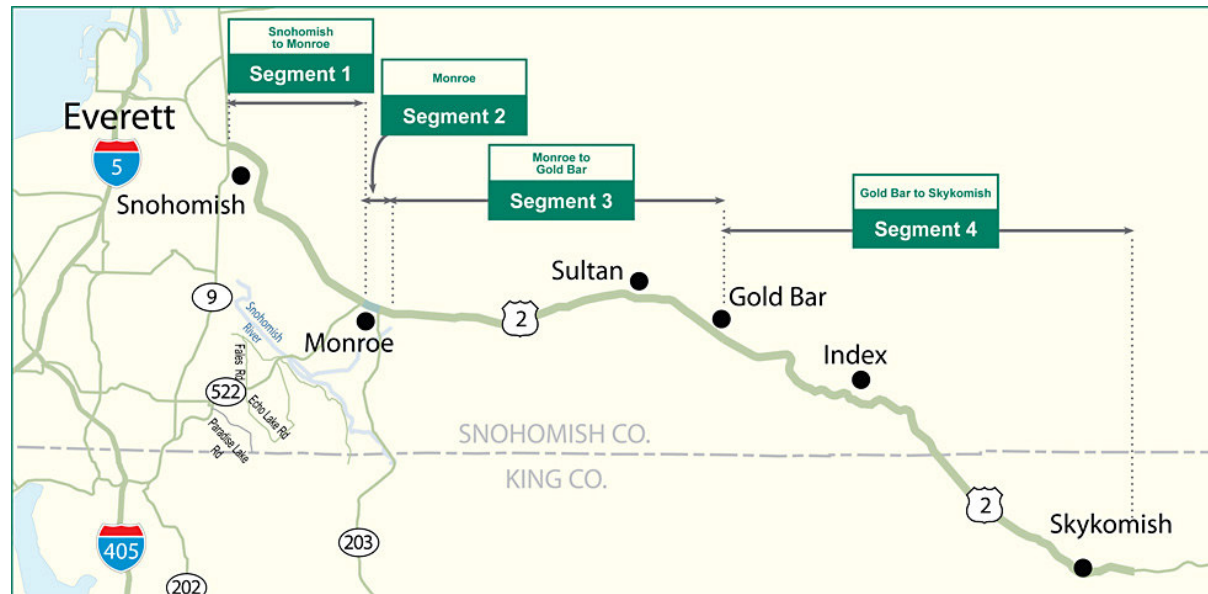 Snohomish
to Monroe
Segment 1
Monroe
Segment 2
Everett
5
Monroe to
Gold Bar
Segment 3
Gold Bar to Skykomish
Segment 4
Snohomish
Sultan
Gold Bar
9
Snohomish
River
2
Monroe
Index
Fales Rd
522
Echo Lake Rd
Paradise Lake
Rd
SNOHOMISH CO.
KING CO.
2
Skykomish
405
203
202